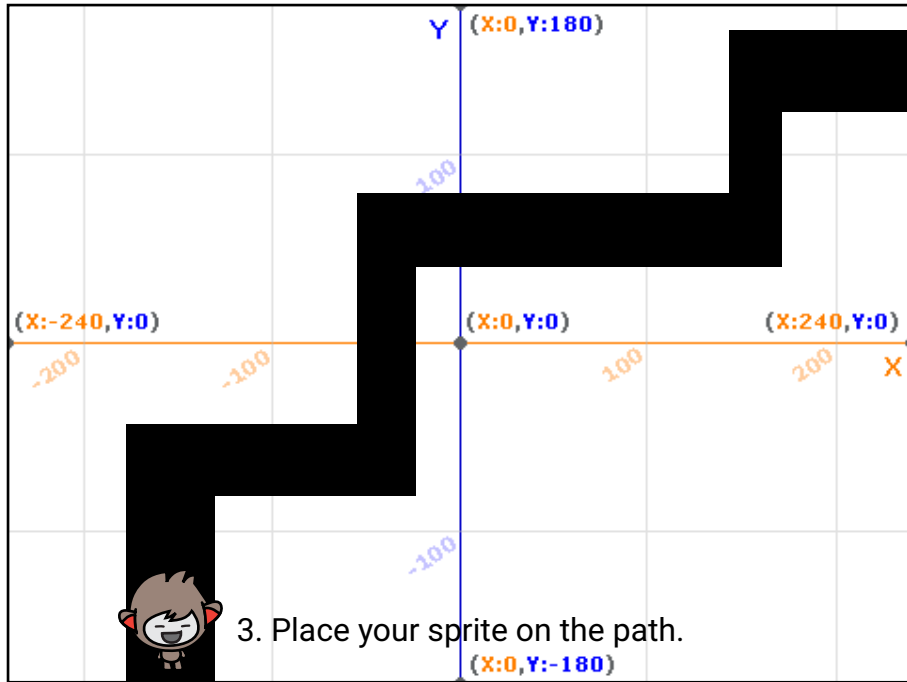 Y (X:0,Y:180)
100
(X:-240,Y:0) (X:0,Y:0) (X:240,Y:0)
-200 -100 100 200 X
-100
3. Place your sprite on the path.
(X:0,Y:-180)